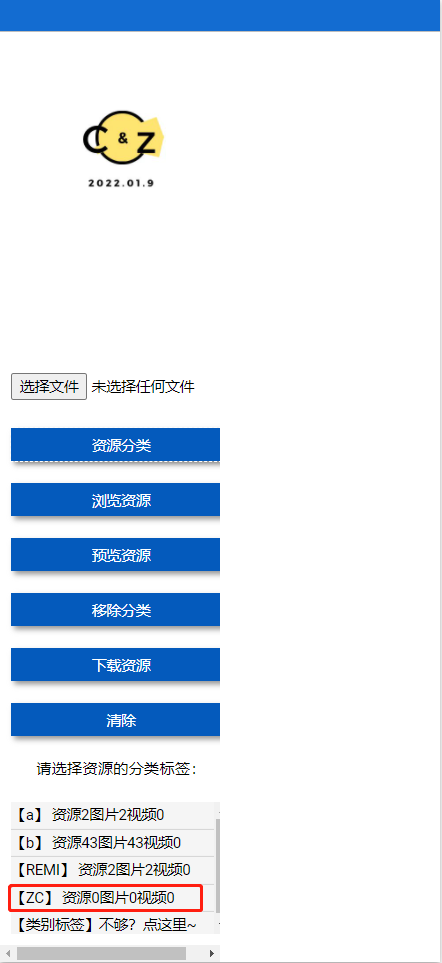 C & Z
2022.01.9
选择文件 未选择任何文件
资源分类
浏览资源
预览资源
移除分类
下载资源
清除
请选择资源的分类标签：
【a】 资源2图片2视频0
【b】 资源43图片43视频0
【REMI】 资源2图片2视频0
【ZC】 资源0图片0视频0
【类别标签】不够？点这里~